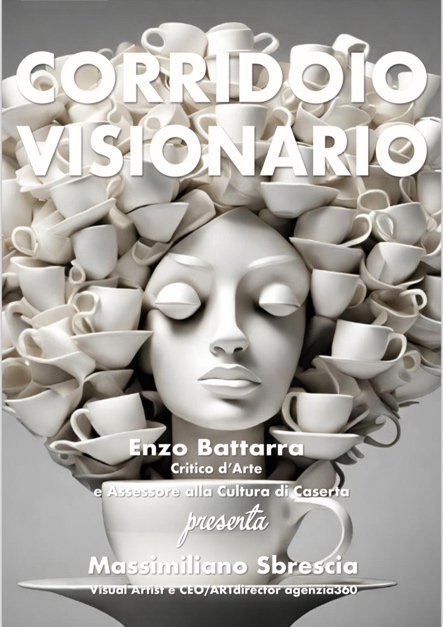 CORRIDOIO
VISIONARIO
Enzo Battarra
Critico d'Arte
e Assessore alla Cultura di Caserta
presenta
Massimiliano Sbrescia
Visual Artist e CEO/ARTdirector agenzia360